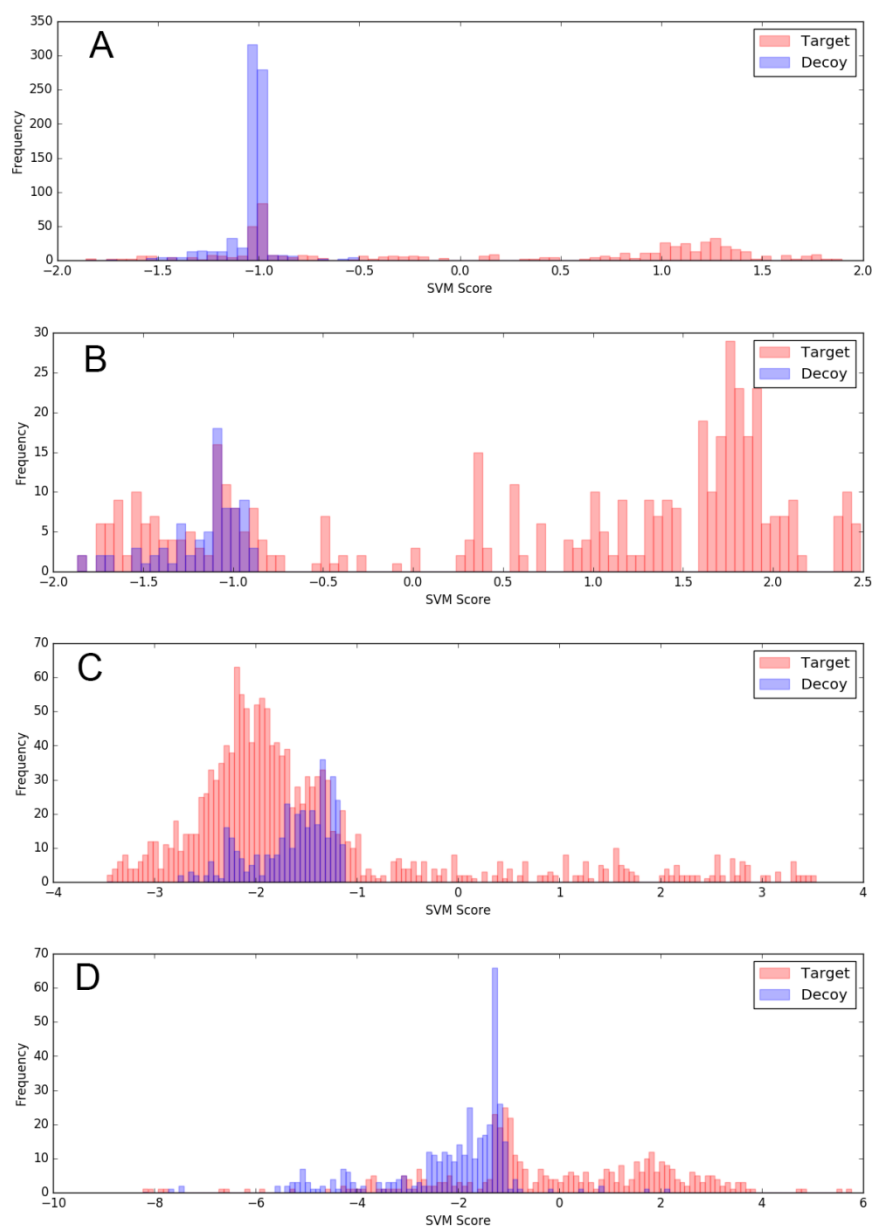 A
350
300
250
200
150
100
50
0
Frequency
Target
Decoy
−2.0 −1.5 −1.0 −0.5 0.0 0.5 1.0 1.5 2.0
SVM Score
B
30
25
20
15
10
5
0
Frequency
Target
Decoy
−2.0 −1.5 −1.0 −0.5 0.0 0.5 1.0 1.5 2.0 2.5
SVM Score
C
70
60
50
40
30
20
10
0
Frequency
Target
Decoy
−4 −3 −2 −1 0 1 2 3 4
SVM Score
D
70
60
50
40
30
20
10
0
Frequency
Target
Decoy
−10 −8 −6 −4 −2 0 2 4 6
SVM Score